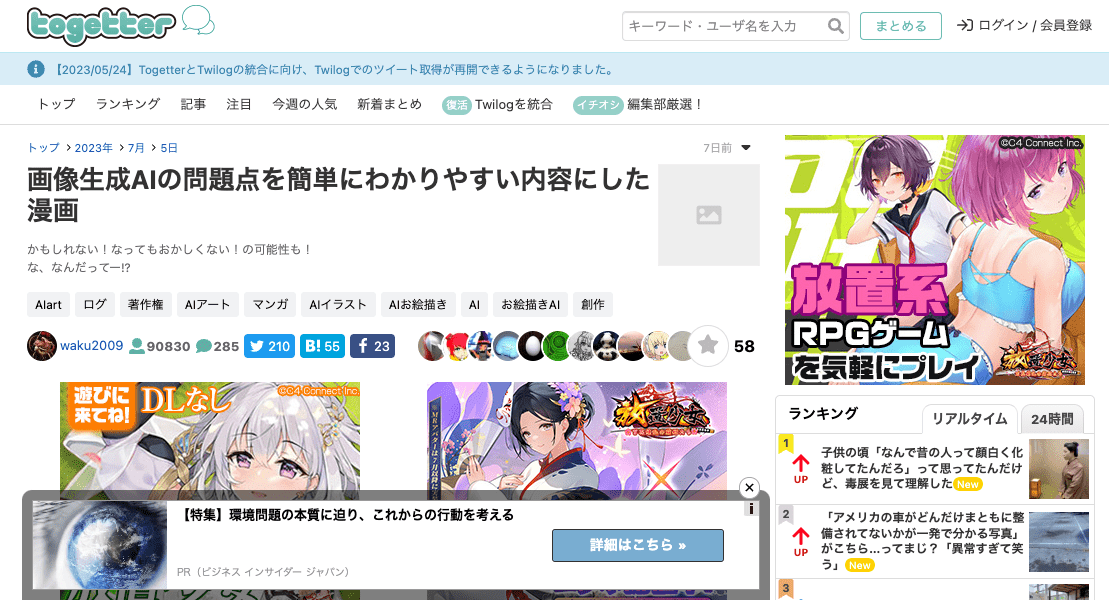 togetter
キーワード・ユーザ名を入力
まとめる
ログイン / 会員登録
【2023/05/24】TogetterとTwilogの統合に向け、Twilogでのツイート取得が再開できるようになりました。
トップ ランキング 記事 注目 今週の人気 新着まとめ 復活 Twilogを統合 イチオシ 編集部厳選！
トップ 2023年 7月 5日
7日前
画像生成AIの問題点を簡単にわかりやすい内容にした
漫画
かもしれない！なってもおかしくない！の可能性も！
な、なんだってー!?
AIart ログ 著作権 AIアート マンガ AIイラスト AIお絵描き AI お絵描きAI 創作
waku2009 90830 285 210 B! 55 f 23
58
遊びに
来てね!
DLなし
©C4 Connect Inc.
放置少女
【特集】環境問題の本質に迫り、これからの行動を考える
詳細はこちら »
PR（ビジネス インサイダー ジャパン）
©C4 Connect Inc.
放置系
RPGゲーム
を気軽にプレイ
放置少女
ランキング
リアルタイム
24時間
1
UP
子供の頃「なんで昔の人って顔白く化
粧してたんだろ」って思ってたんだけ
ど、毒展を見て理解した New
2
UP
「アメリカの車がどんだけまともに整
備されてないかが一発で分かる写真」
がこちら...ってまじ？「異常すぎて笑
う」 New
3